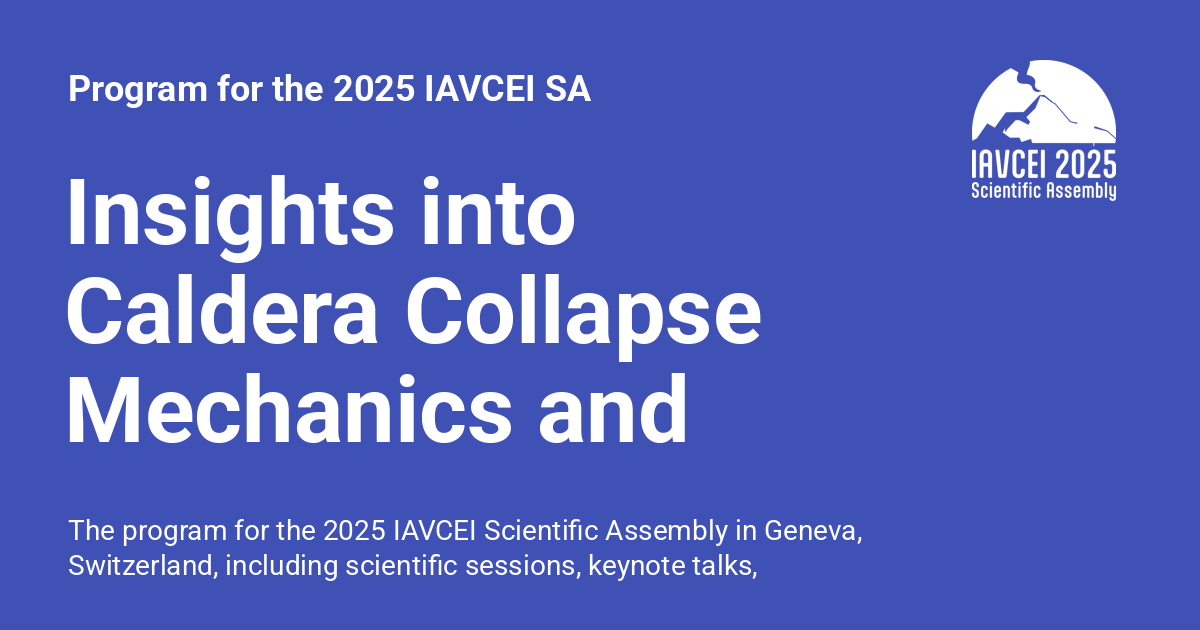 Program for the 2025 IAVCEI SA
IAVCEI 2025
Scientific Assembly
Insights into
Caldera Collapse
Mechanics and
The program for the 2025 IAVCEI Scientific Assembly in Geneva,
Switzerland, including scientific sessions, keynote talks,